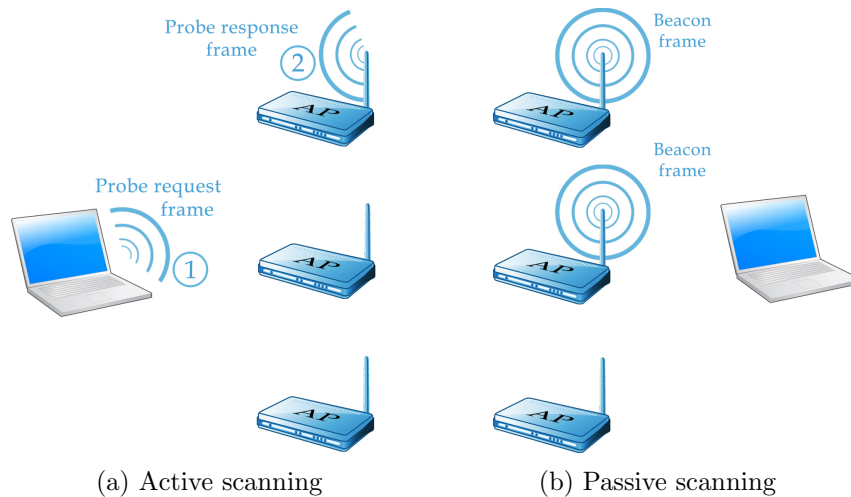 Probe response
frame
2
AP
Beacon
frame
AP
Probe request
frame
1
AP
Beacon
frame
AP
AP
AP
(a) Active scanning
(b) Passive scanning